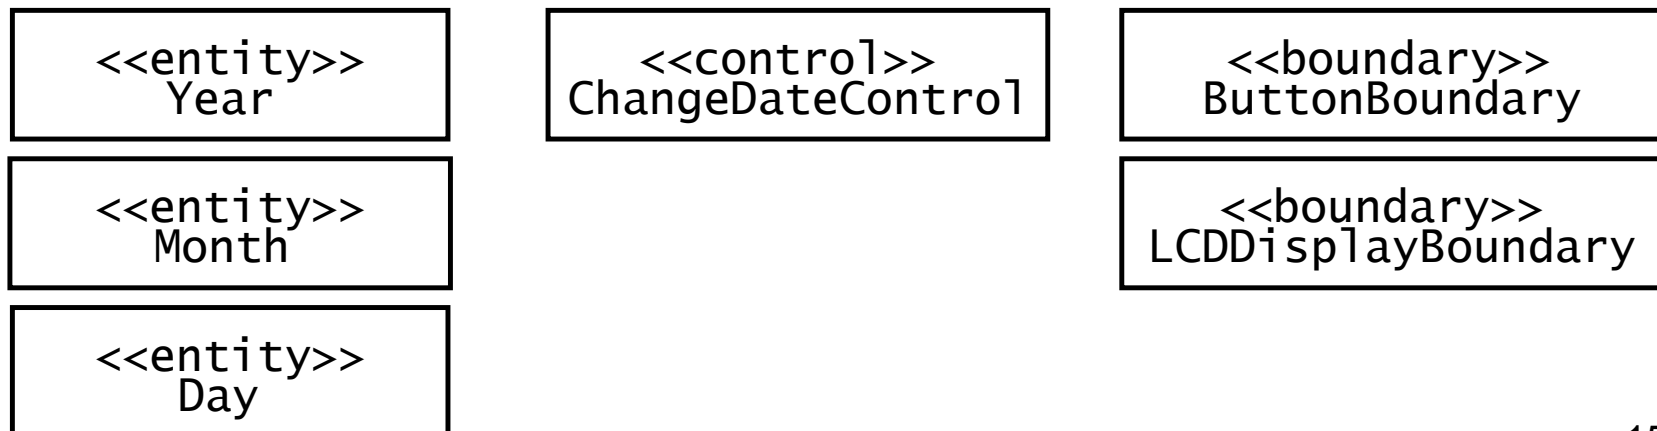 <<entity>>
Year
<<control>>
ChangeDateControl
<<boundary>>
ButtonBoundary
<<entity>>
Month
<<boundary>>
LCDDisplayBoundary
<<entity>>
Day